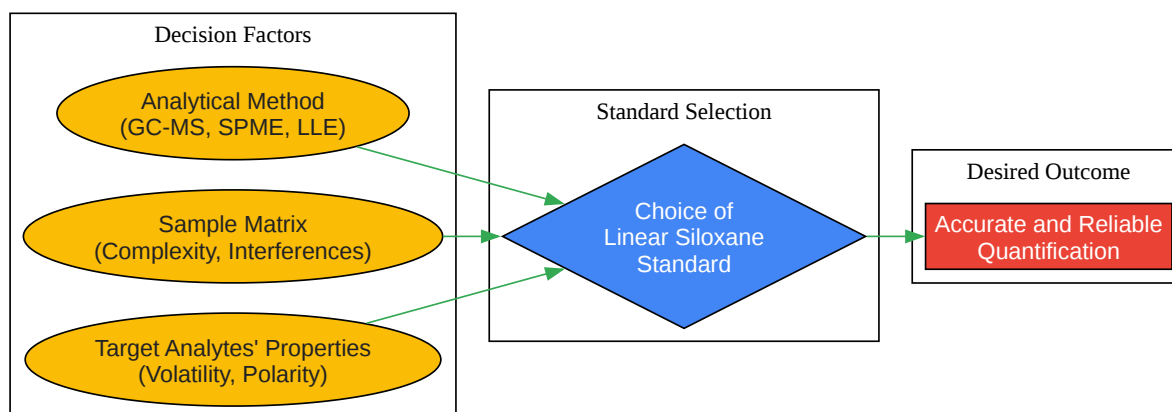 Decision Factors
Analytical Method
(GC-MS, SPME, LLE)
Sample Matrix
(Complexity, Interferences)
Target Analytes' Properties
(Volatility, Polarity)
Standard Selection
Choice of
Linear Siloxane
Standard
Desired Outcome
Accurate and Reliable
Quantification